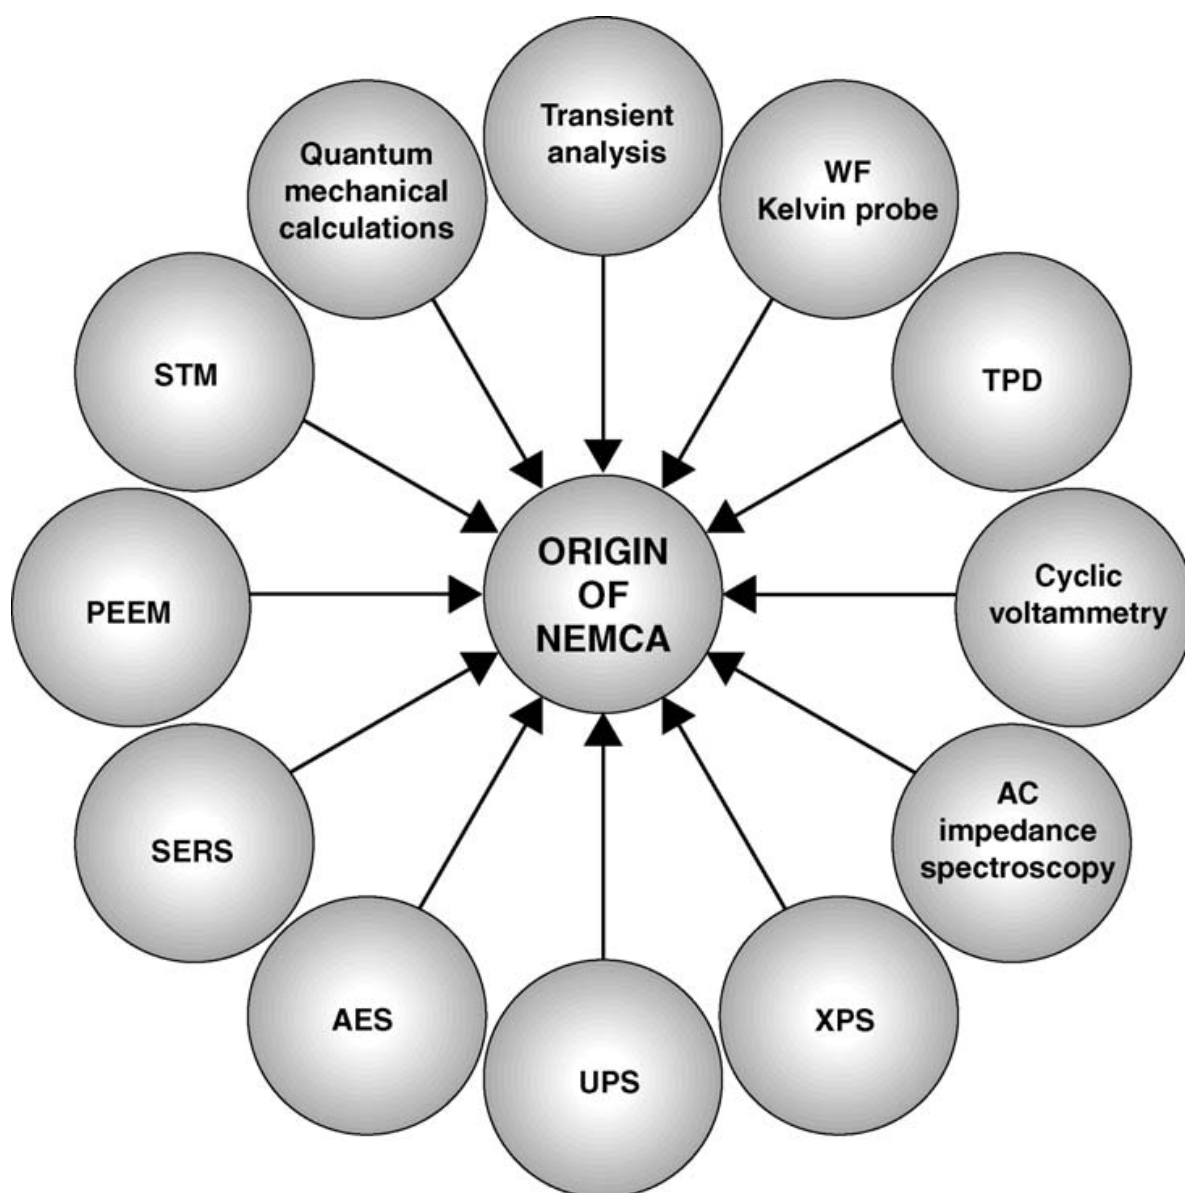 Transient
analysis
WF
Kelvin probe
TPD
Cyclic
voltammetry
AC
impedance
spectroscopy
XPS
UPS
AES
SERS
PEEM
STM
Quantum
mechanical
calculations
ORIGIN
OF
NEMCA